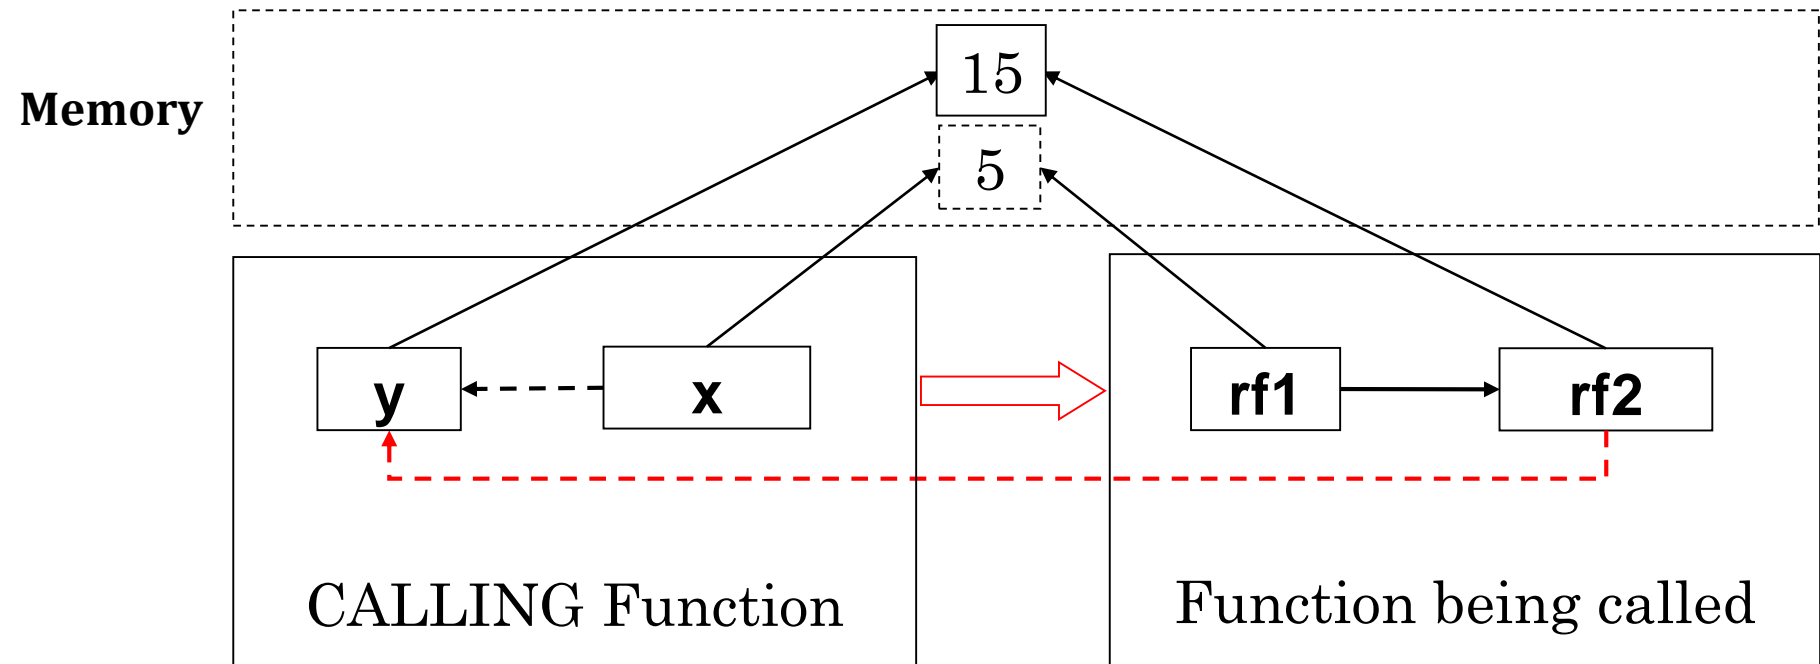 15
Memory
5
y
x
rf1
rf2
CALLING Function
Function being called